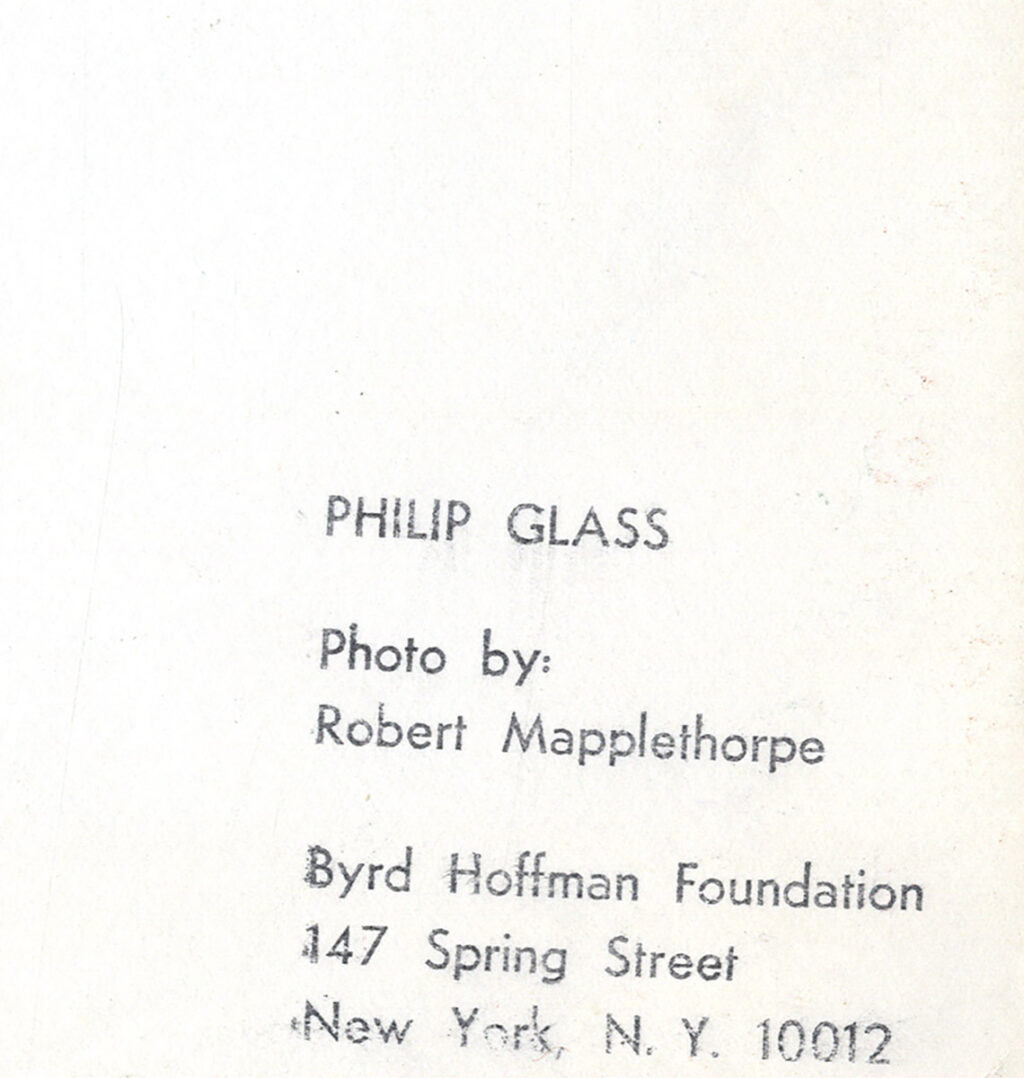 PHILIP GLASS
Photo by:
Robert Mapplethorpe
Byrd Hoffman Foundation
147 Spring Street
New York, N. Y. 10012